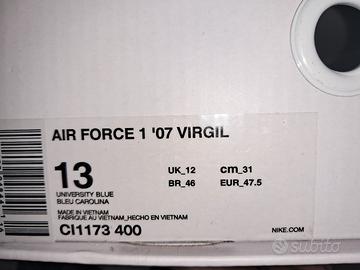 AIR FORCE 1 '07 VIRGIL
13
UK_12 cm_31
BR_46 EUR_47.5
UNIVERSITY BLUE
BLEU CAROLINA
MADE IN VIETNAM
FABRIQUE AU VIETNAM_HECHO EN VIETNAM
CI1173 400
NIKE.COM
subito